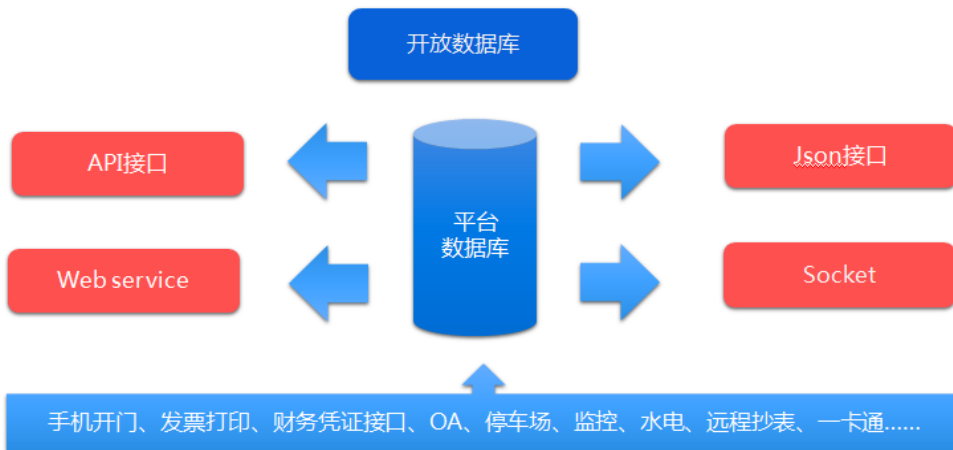 开放数据库
API接口
Json接口
平台
数据库
Web service
Socket
手机开门、发票打印、财务凭证接口、OA、停车场、监控、水电、远程抄表、一卡通……